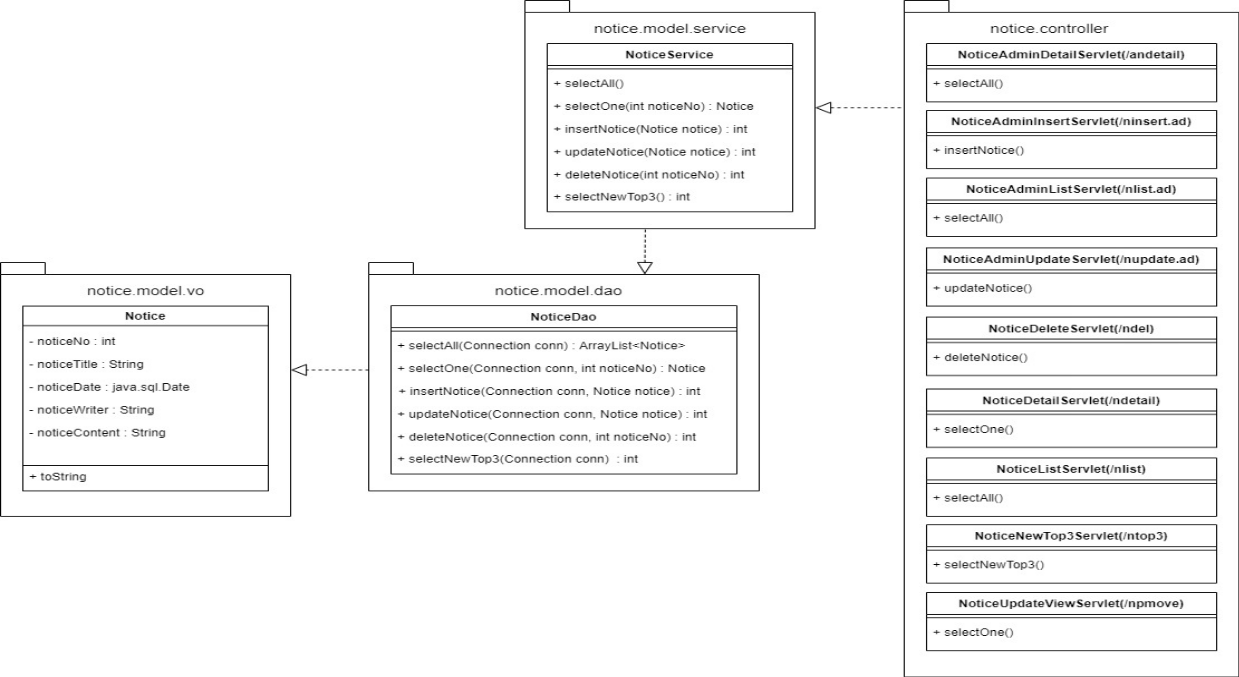 notice.model.service
NoticeService
+ selectAll()
+ selectOne(int noticeNo) : Notice
+ insertNotice(Notice notice) : int
+ updateNotice(Notice notice) : int
+ deleteNotice(int noticeNo) : int
+ selectNewTop3() : int
notice.controller
NoticeAdminDetailServlet(/andetail)
+ selectAll()
NoticeAdminInsertServlet(/ninsert.ad)
+ insertNotice()
NoticeAdminListServlet(/nlist.ad)
+ selectAll()
NoticeAdminUpdateServlet(/nupdate.ad)
+ updateNotice()
NoticeDeleteServlet(/ndel)
+ deleteNotice()
NoticeDetailServlet(/ndetail)
+ selectOne()
NoticeListServlet(/nlist)
+ selectAll()
NoticeNewTop3Servlet(/ntop3)
+ selectNewTop3()
NoticeUpdateViewServlet(/npmove)
+ selectOne()
notice.model.vo
Notice
- noticeNo : int
- noticeTitle : String
- noticeDate : java.sql.Date
- noticeWriter : String
- noticeContent : String
+ toString
notice.model.dao
NoticeDao
+ selectAll(Connection conn) : ArrayList<Notice>
+ selectOne(Connection conn, int noticeNo) : Notice
+ insertNotice(Connection conn, Notice notice) : int
+ updateNotice(Connection conn, Notice notice) : int
+ deleteNotice(Connection conn, int noticeNo) : int
+ selectNewTop3(Connection conn) : int